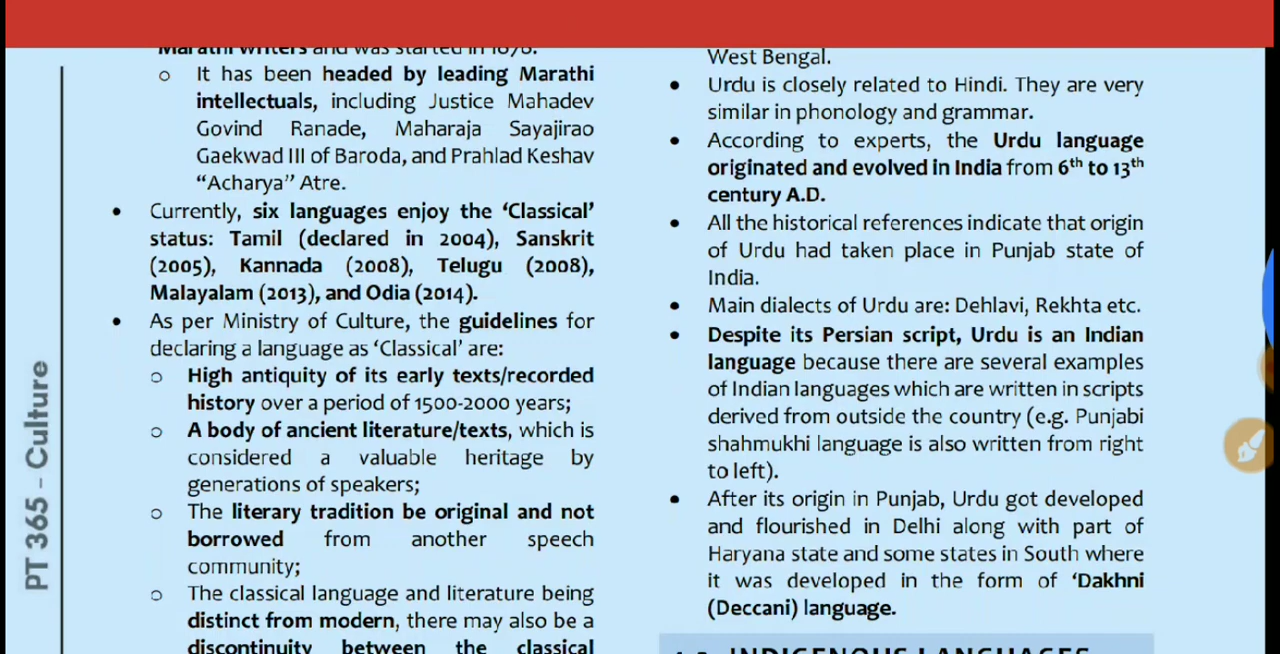 Marathi writers and was started in 1878.
o It has been headed by leading Marathi
intellectuals, including Justice Mahadev
Govind Ranade, Maharaja Sayajirao
Gaekwad III of Baroda, and Prahlad Keshav
“Acharya” Atre.
• Currently, six languages enjoy the ‘Classical’
status: Tamil (declared in 2004), Sanskrit
(2005), Kannada (2008), Telugu (2008),
Malayalam (2013), and Odia (2014).
• As per Ministry of Culture, the guidelines for
declaring a language as ‘Classical’ are:
o High antiquity of its early texts/recorded
history over a period of 1500-2000 years;
o A body of ancient literature/texts, which is
considered a valuable heritage by
generations of speakers;
o The literary tradition be original and not
borrowed from another speech
community;
o The classical language and literature being
distinct from modern, there may also be a
discontinuity between the classical
West Bengal.
• Urdu is closely related to Hindi. They are very
similar in phonology and grammar.
• According to experts, the Urdu language
originated and evolved in India from 6th to 13th
century A.D.
• All the historical references indicate that origin
of Urdu had taken place in Punjab state of
India.
• Main dialects of Urdu are: Dehlavi, Rekhta etc.
• Despite its Persian script, Urdu is an Indian
language because there are several examples
of Indian languages which are written in scripts
derived from outside the country (e.g. Punjabi
shahmukhi language is also written from right
to left).
• After its origin in Punjab, Urdu got developed
and flourished in Delhi along with part of
Haryana state and some states in South where
it was developed in the form of ‘Dakhni
(Deccani) language.
INDIGENOUS LANGUAGES
PT 365 - Culture